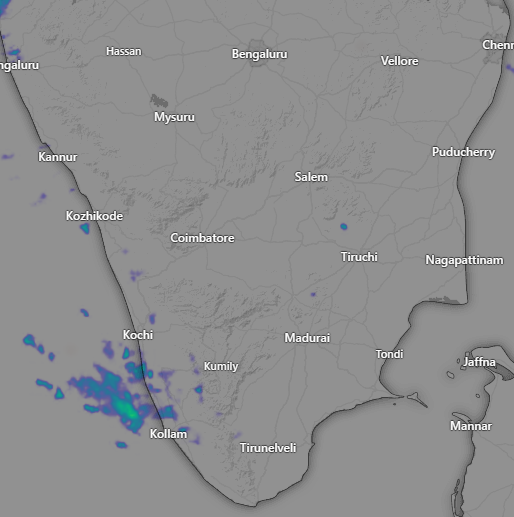 Hassan
Bengaluru
Chenn
ngaluru
Vellore
Mysuru
Kannur
Puducherry
Salem
Kozhikode
Coimbatore
Tiruchi
Nagapattinam
Kochi
Madurai
Tondi
Kumily
Jaffna
Kollam
Mannar
Tirunelveli